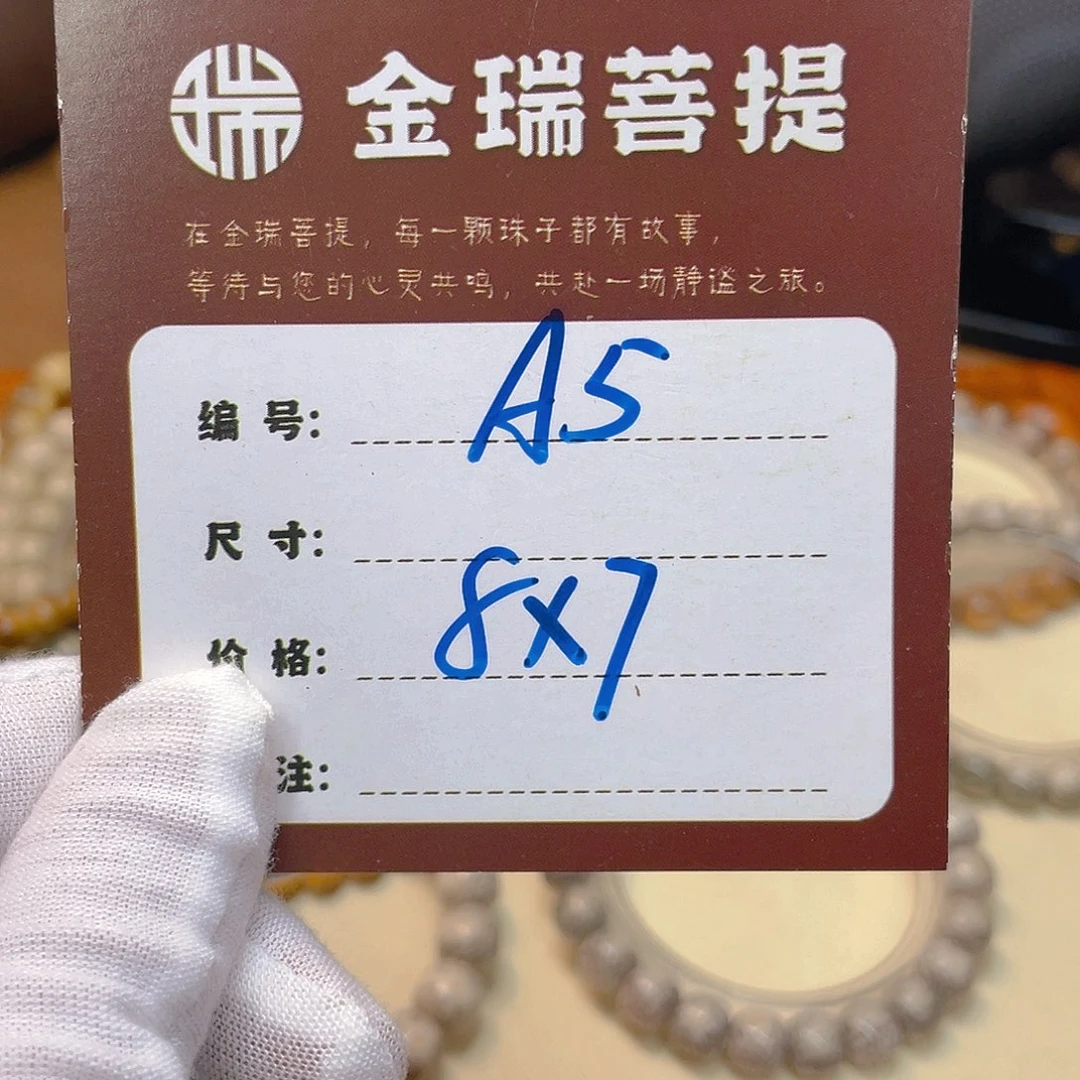 瑞 金瑞菩提
在金瑞菩提，每一颗珠子都有故事，
等待与您的心灵共鸣，共赴一场静谧之旅。
编号： A5
尺寸：
8x7
价格：
注：